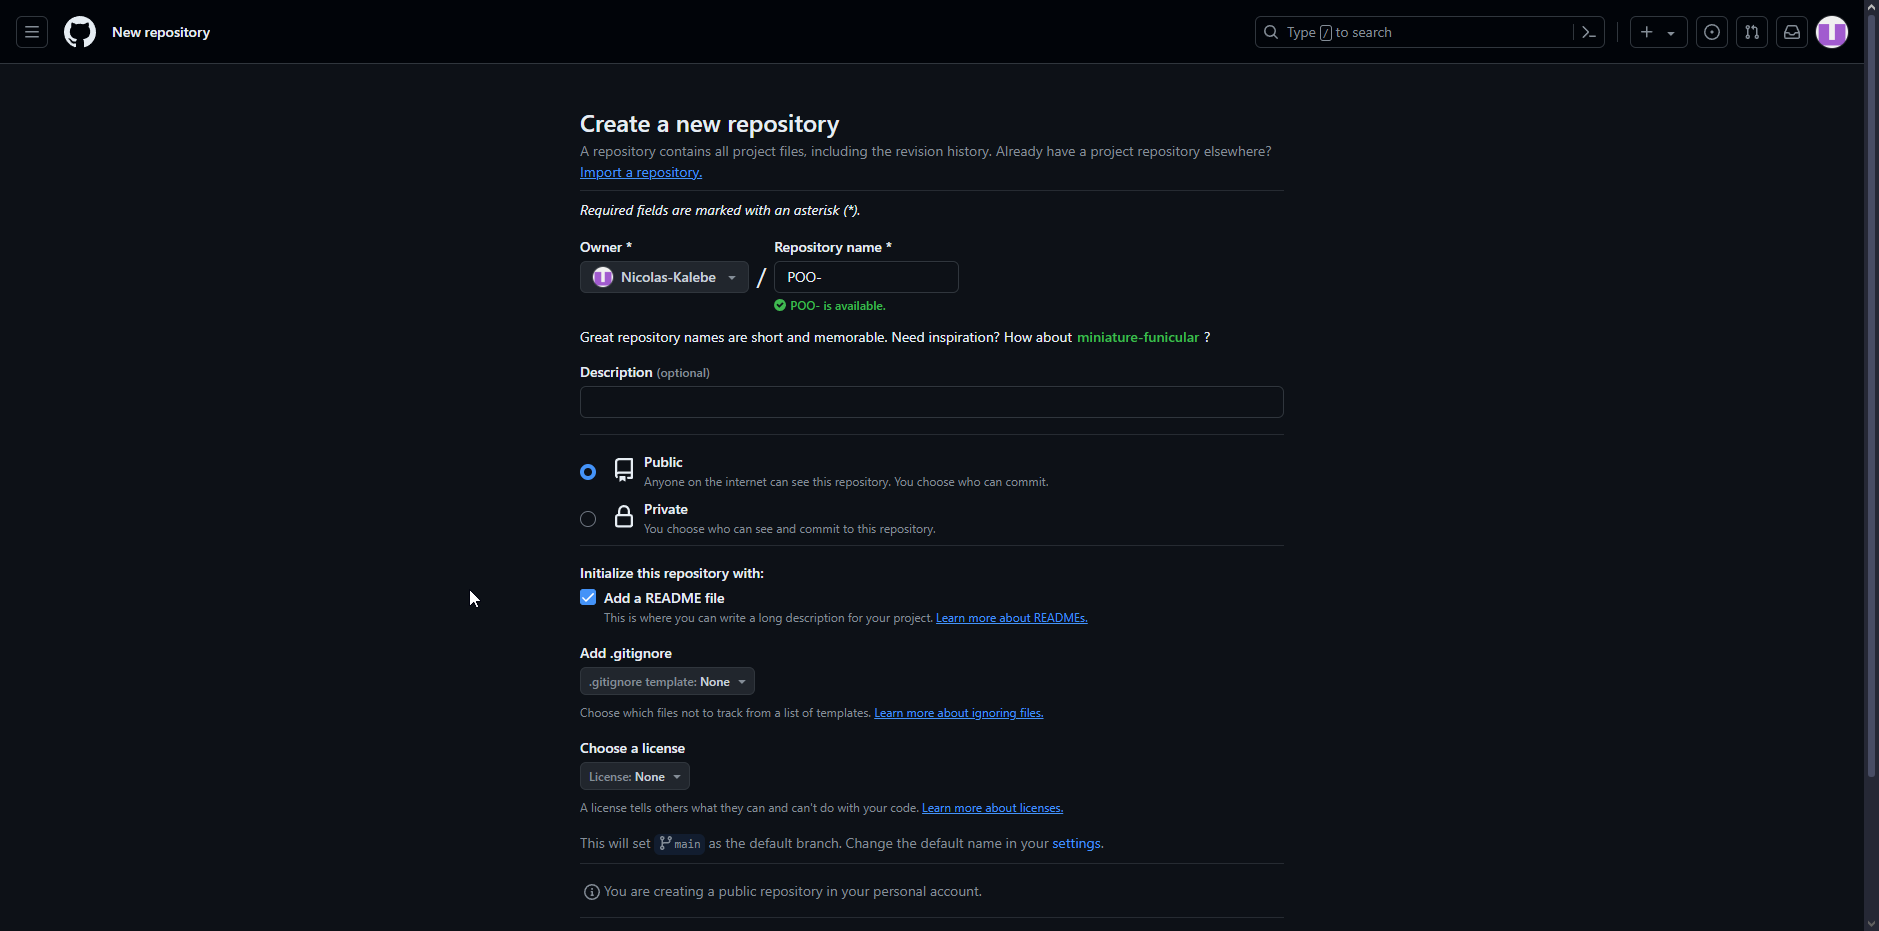 New repository
Type / to search
Create a new repository
A repository contains all project files, including the revision history. Already have a project repository elsewhere?
Import a repository.
Required fields are marked with an asterisk (*).
Owner * Repository name *
Nicolas-Kalebe / POO-
POO- is available.
Great repository names are short and memorable. Need inspiration? How about miniature-funicular ?
Description (optional)
Public
Anyone on the internet can see this repository. You choose who can commit.
Private
You choose who can see and commit to this repository.
Initialize this repository with:
Add a README file
This is where you can write a long description for your project. Learn more about READMEs.
Add .gitignore
.gitignore template: None
Choose which files not to track from a list of templates. Learn more about ignoring files.
Choose a license
License: None
A license tells others what they can and can't do with your code. Learn more about licenses.
This will set main as the default branch. Change the default name in your settings.
You are creating a public repository in your personal account.